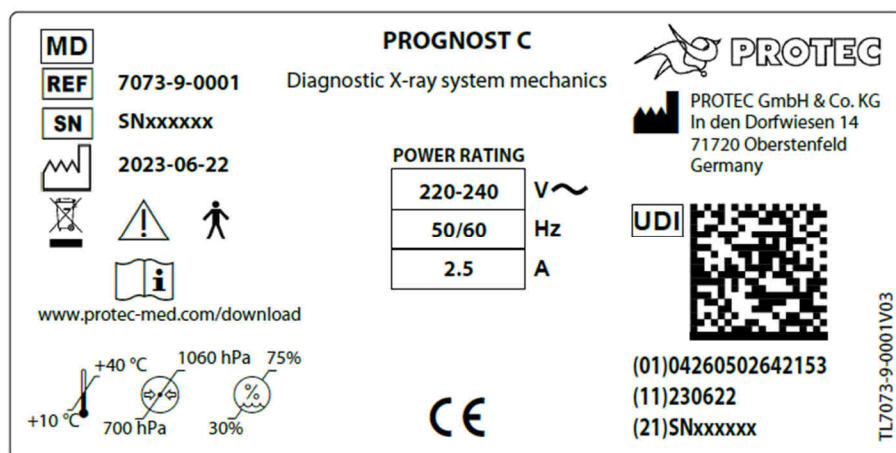 MD
REF 7073-9-0001
SN SNxxxxxx
2023-06-22
www.protec-med.com/download
+40 °C
+10 °C
1060 hPa
700 hPa
75%
%
30%
PROGNOST C
Diagnostic X-ray system mechanics
POWER RATING
220-240 V
50/60 Hz
2.5 A
CE
PROTEC
PROTEC GmbH & Co. KG
In den Dorfwiesen 14
71720 Oberstenfeld
Germany
UDI
(01)04260502642153
(11)230622
(21)SNxxxxxx
TL7073-9-0001V03